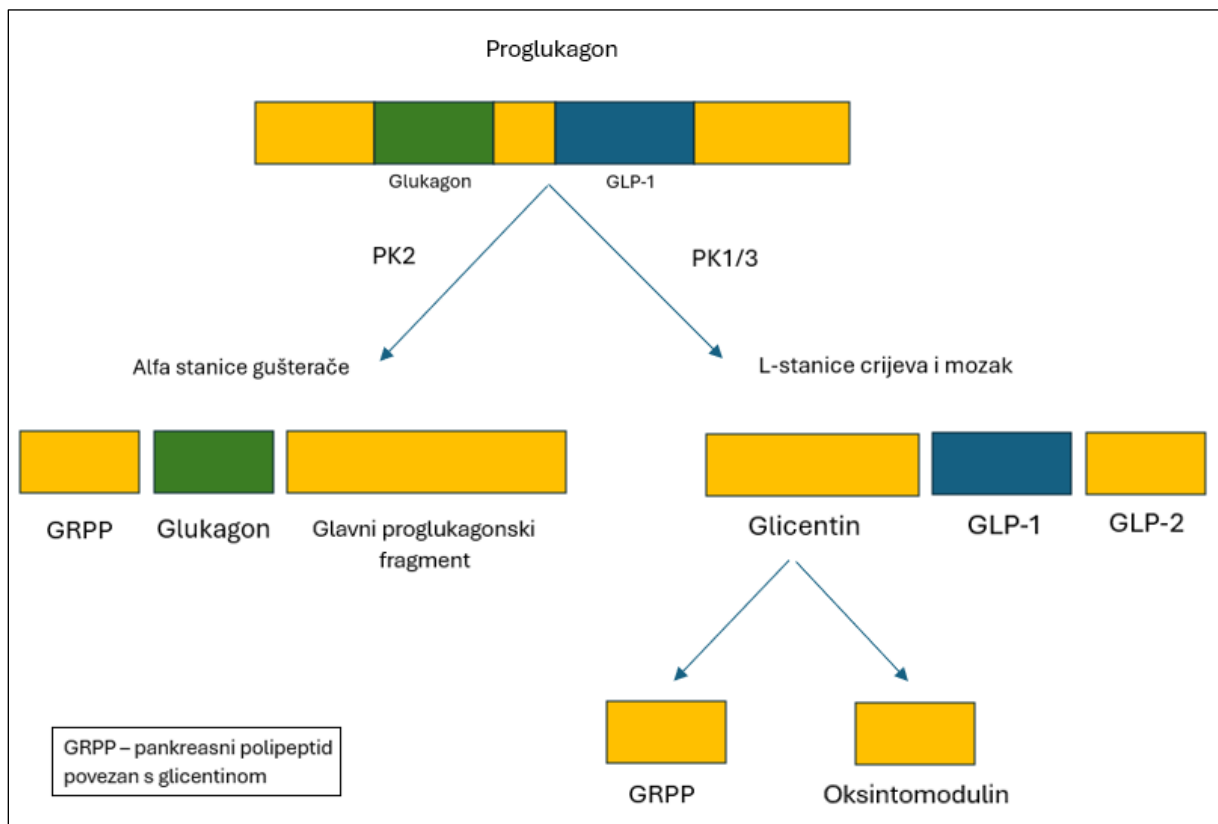 Proglukagon
Glukagon
GLP-1
PK2
PK1/3
Alfa stanice gušterače
L-stanice crijeva i mozak
GRPP
Glukagon
Glavni proglukagonski
fragment
Glicentin
GLP-1
GLP-2
GRPP – pankreasni polipeptid
povezan s glicentinom
GRPP
Oksintomodulin